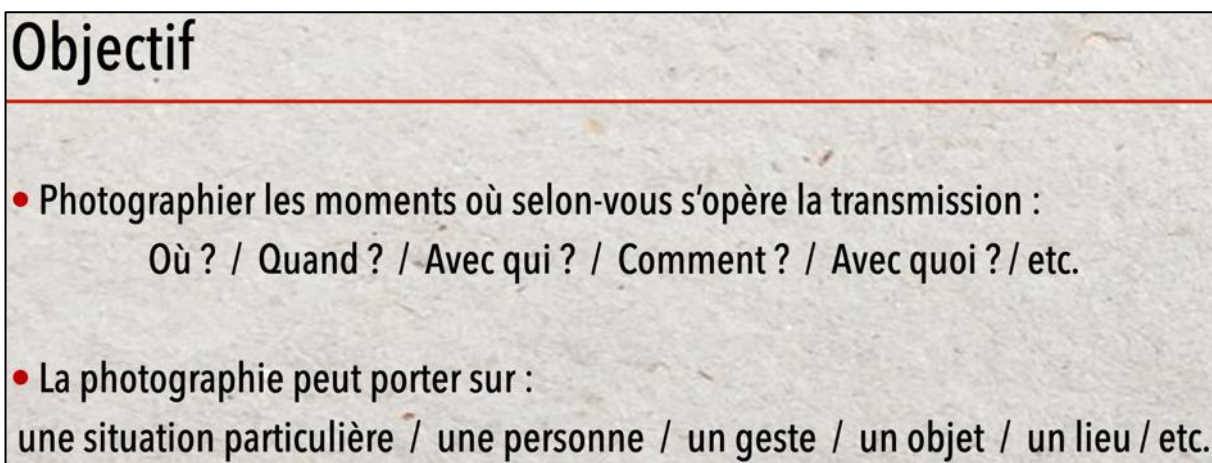 Objectif
• Photographier les moments où selon-vous s’opère la transmission :
Où ? / Quand ? / Avec qui ? / Comment ? / Avec quoi ? / etc.
• La photographie peut porter sur :
une situation particulière / une personne / un geste / un objet / un lieu / etc.